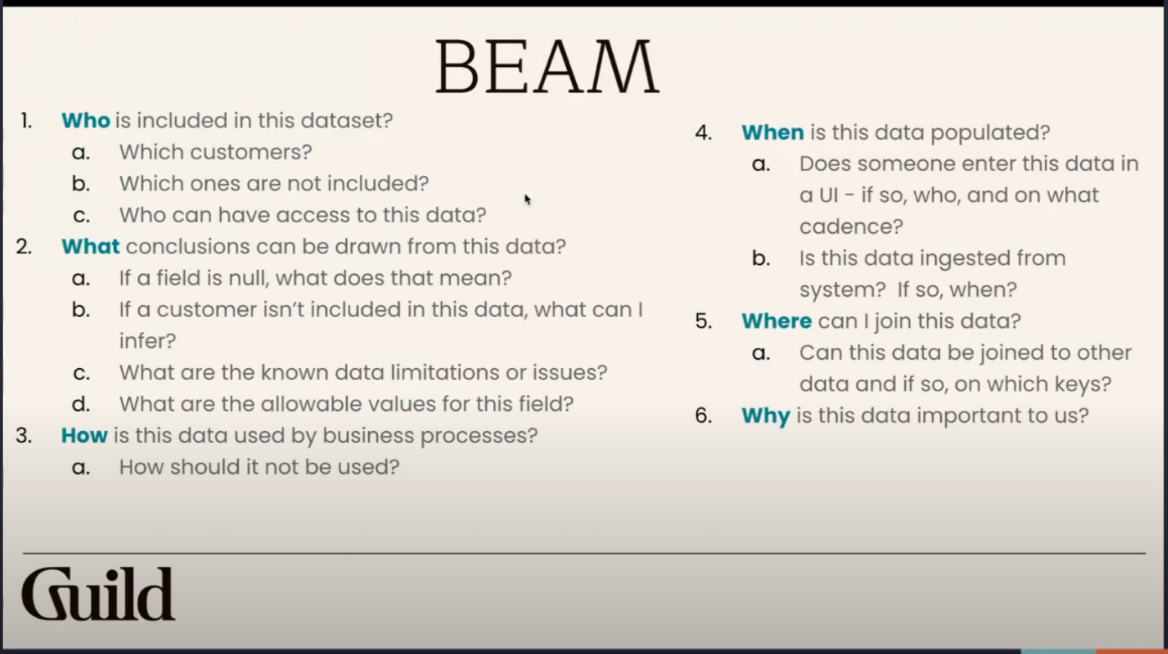 BEAM
1. Who is included in this dataset?
a. Which customers?
b. Which ones are not included?
c. Who can have access to this data?
2. What conclusions can be drawn from this data?
a. If a field is null, what does that mean?
b. If a customer isn't included in this data, what can I
infer?
c. What are the known data limitations or issues?
d. What are the allowable values for this field?
3. How is this data used by business processes?
a. How should it not be used?
4. When is this data populated?
a. Does someone enter this data in
a UI - if so, who, and on what
cadence?
b. Is this data ingested from
system? If so, when?
5. Where can I join this data?
a. Can this data be joined to other
data and if so, on which keys?
6. Why is this data important to us?
Guild